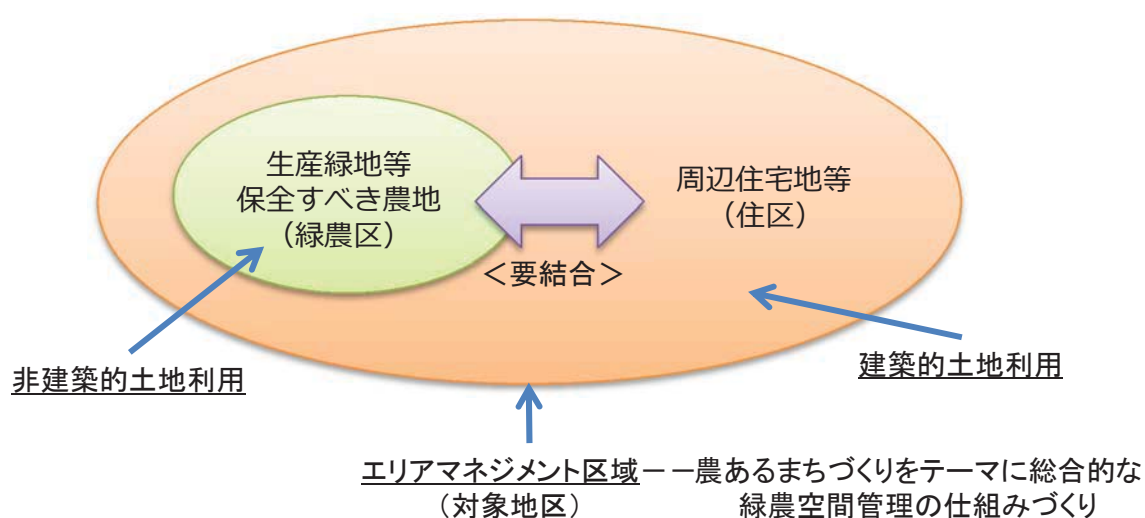 生産緑地等
保全すべき農地
（緑農区）
周辺住宅地等
（住区）
＜要結合＞
非建築的土地利用
建築的土地利用
エリアマネジメント区域－－農あるまちづくりをテーマに総合的な
（対象地区）　緑農空間管理の仕組みづくり